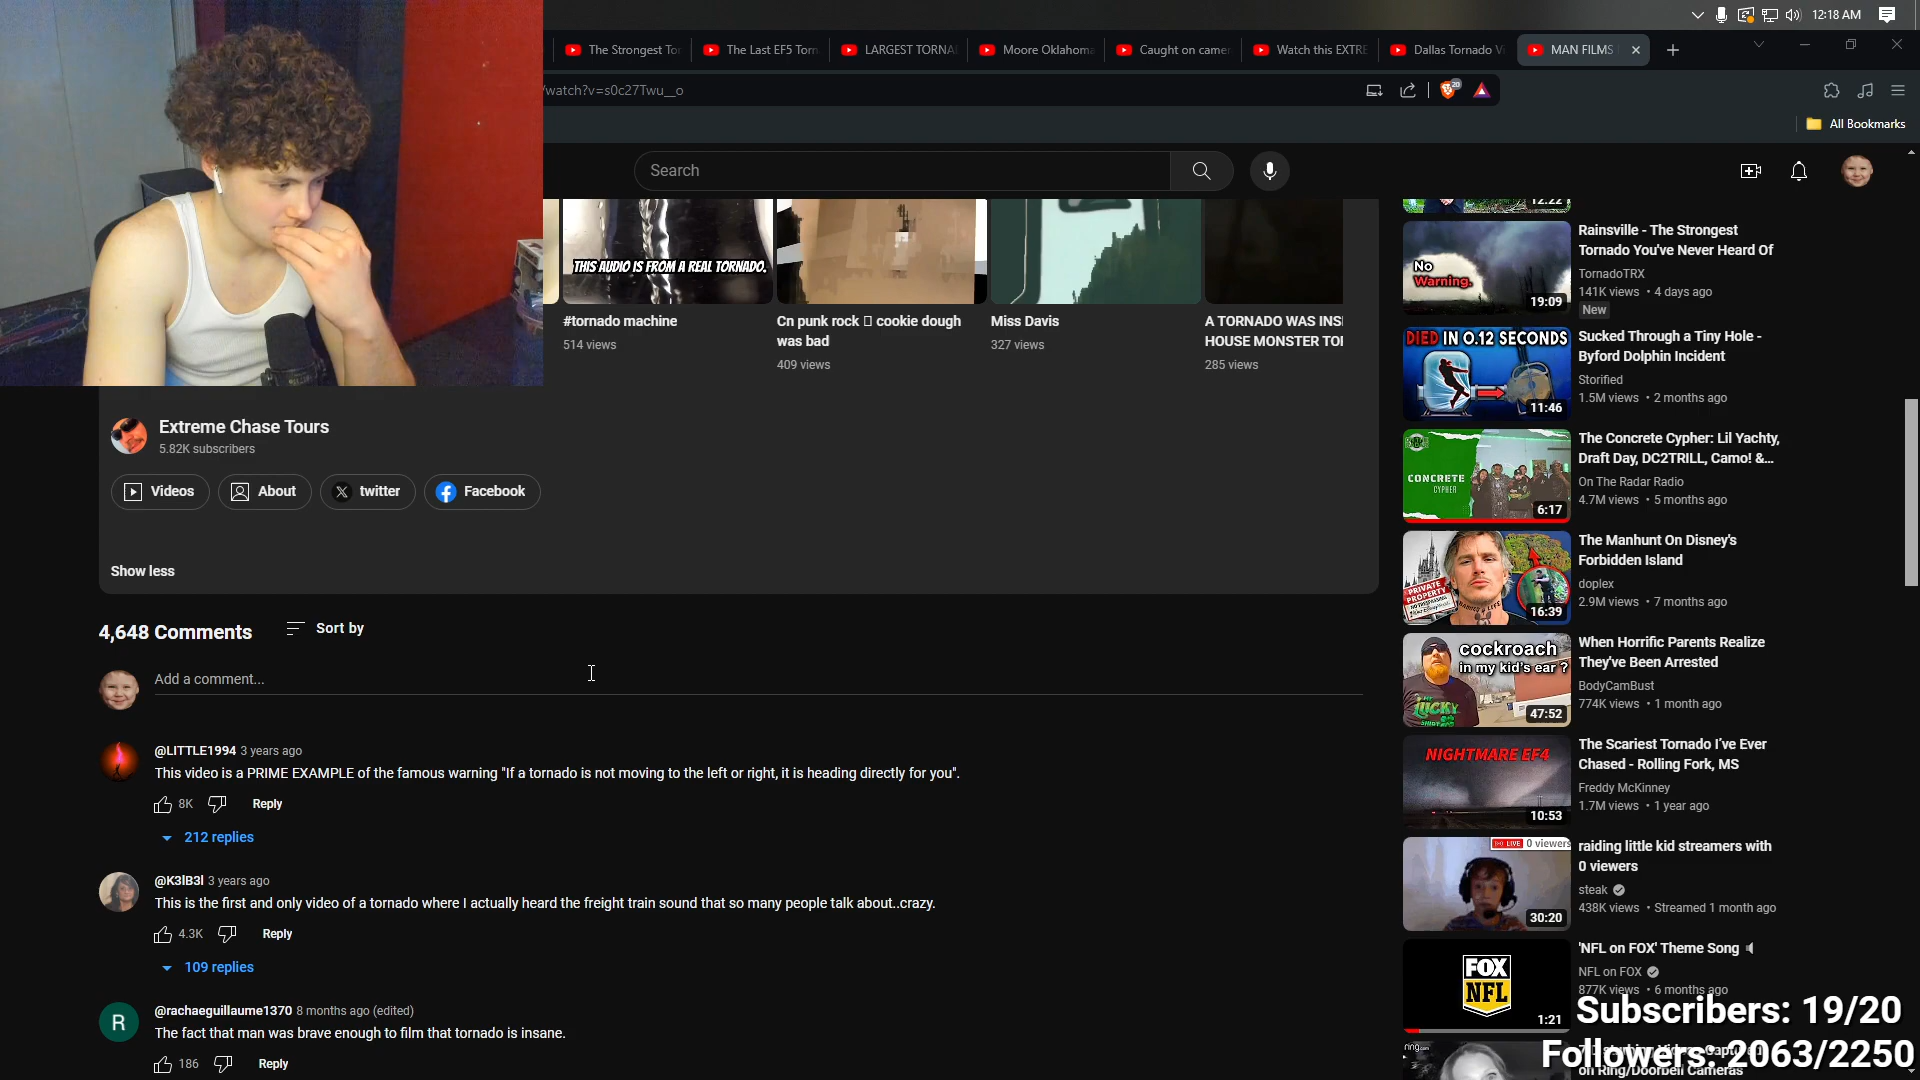 12:18 AM
The Strongest Tor
The Last EF5 Torn
LARGEST TORNA
Moore Oklahoma
Caught on camer
Watch this EXTRE
Dallas Tornado Vi
MAN FILMS
/watch?v=s0c27Twu__o
28
All Bookmarks
Search
THIS AUDIO IS FROM A REAL TORNADO.
#tornado machine
514 views
Cn punk rock cookie dough
was bad
409 views
Miss Davis
327 views
A TORNADO WAS INS
HOUSE MONSTER TO
285 views
Extreme Chase Tours
5.82K subscribers
Videos
About
twitter
Facebook
Show less
4,648 Comments
Sort by
Add a comment...
@LITTLE1994 3 years ago
This video is a PRIME EXAMPLE of the famous warning "If a tornado is not moving to the left or right, it is heading directly for you".
8K
Reply
212 replies
@K3lB3l 3 years ago
This is the first and only video of a tornado where I actually heard the freight train sound that so many people talk about..crazy.
4.3K
Reply
109 replies
R
@rachaeguillaume1370 8 months ago (edited)
The fact that man was brave enough to film that tornado is insane.
186
Reply
12:22
No
Warning.
19:09
Rainsville - The Strongest
Tornado You've Never Heard Of
TornadoTRX
141K views • 4 days ago
New
DIED IN 0.12 SECONDS
11:46
Sucked Through a Tiny Hole -
Byford Dolphin Incident
Storified
1.5M views • 2 months ago
CONCRETE
CYPHER
6:17
The Concrete Cypher: Lil Yachty,
Draft Day, DC2TRILL, Camo! &...
On The Radar Radio
4.7M views • 5 months ago
PRIVATE
PROPERTY
16:39
The Manhunt On Disney's
Forbidden Island
doplex
2.9M views • 7 months ago
cockroach
in my kid's ear ?
LUCKY
47:52
When Horrific Parents Realize
They've Been Arrested
BodyCamBust
774K views • 1 month ago
NIGHTMARE EF4
10:53
The Scariest Tornado I've Ever
Chased - Rolling Fork, MS
Freddy McKinney
1.7M views • 1 year ago
LIVE 0 viewers
30:20
raiding little kid streamers with
0 viewers
steak
438K views • Streamed 1 month ago
FOX
NFL
1:21
'NFL on FOX' Theme Song
NFL on FOX
877K views • 6 months ago
Subscribers: 19/20
Followers: 2063/2250
ring.com
on Ring/Doorbell Cameras